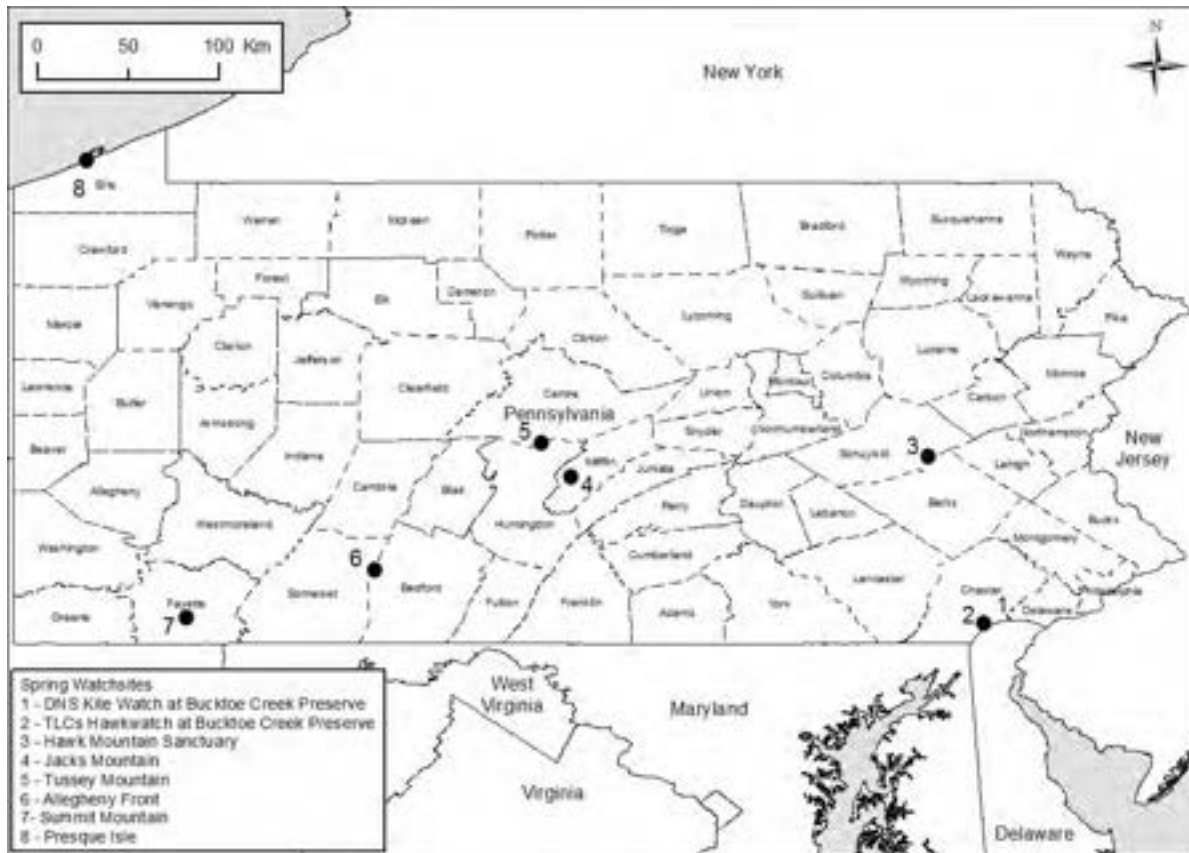 0 50 100 Km
N
New York
8
Erie
Warren
McKean
Potter
Tioga
Bradford
Susquehanna
Crawford
Wayne
Forest
Wyoming
Elk
Cameron
Lackawanna
Venango
Sullivan
Mercer
Lycoming
Pike
Clarion
Clinton
Jefferson
Luzerne
Clearfield
Monroe
Lawrence
Centre
Union
Montour
Columbia
Carbon
Butler
Pennsylvania
Armstrong
5
Snyder
Northumberland
Northampton
New
Jersey
Beaver
Indiana
Mifflin
Juniata
Schuylkill
3
Lehigh
4
Allegheny
Cambria
Blair
Perry
Dauphin
Lebanon
Berks
Bucks
Westmoreland
Huntingdon
Washington
Cumberland
Montgomery
6
Bedford
Lancaster
Chester
Philadelphia
Somerset
Fayette
Fulton
Franklin
Adams
York
2
1
Delaware
Greene
7
Spring Watchsites
1 - DNS Kite Watch at Bucktoe Creek Preserve
2 - TLCs Hawkwatch at Bucktoe Creek Preserve
3 - Hawk Mountain Sanctuary
4 - Jacks Mountain
5 - Tussey Mountain
6 - Allegheny Front
7- Summit Mountain
8 - Presque Isle
West
Virginia
Maryland
Virginia
Delaware